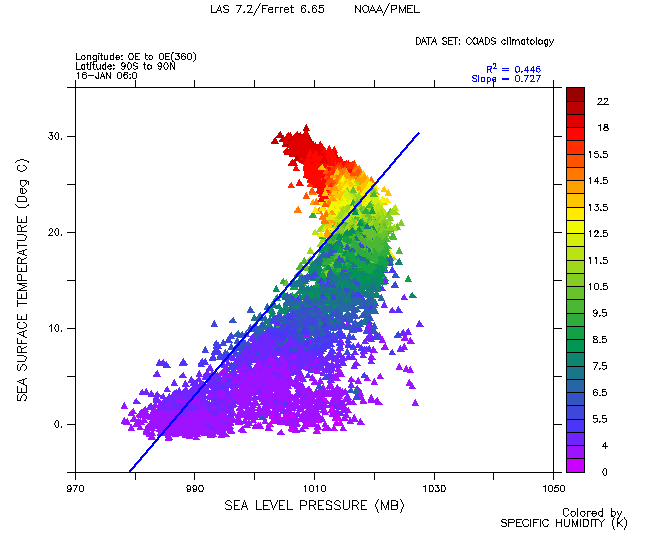 LAS 7.2/Ferret 6.65 NOAA/PMEL
DATA SET: COADS climatology
Longitude: 0E to 0E(360)
Latitude: 90S to 90N
16-JAN 06:0
R2 = 0.446
Slope = 0.727
SEA SURFACE TEMPERATURE (Deg C)
30.
20.
10.
0.
970 990 1010 1030 1050
SEA LEVEL PRESSURE (MB)
22
18
15.5
14.5
13.5
12.5
11.5
10.5
9.5
8.5
7.5
6.5
5.5
4
0
Colored by
SPECIFIC HUMIDITY (K)